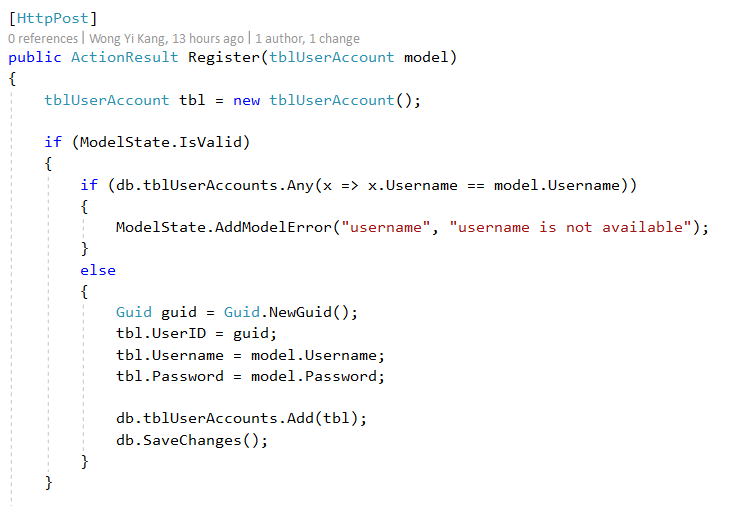 [HttpPost]
0 references | Wong Yi Kang, 13 hours ago | 1 author, 1 change
public ActionResult Register(tblUserAccount model)
{
    tblUserAccount tbl = new tblUserAccount();

    if (ModelState.IsValid)
    {
        if (db.tblUserAccounts.Any(x => x.Username == model.Username))
        {
            ModelState.AddModelError("username", "username is not available");
        }
        else
        {
            Guid guid = Guid.NewGuid();
            tbl.UserID = guid;
            tbl.Username = model.Username;
            tbl.Password = model.Password;

            db.tblUserAccounts.Add(tbl);
            db.SaveChanges();
        }
    }